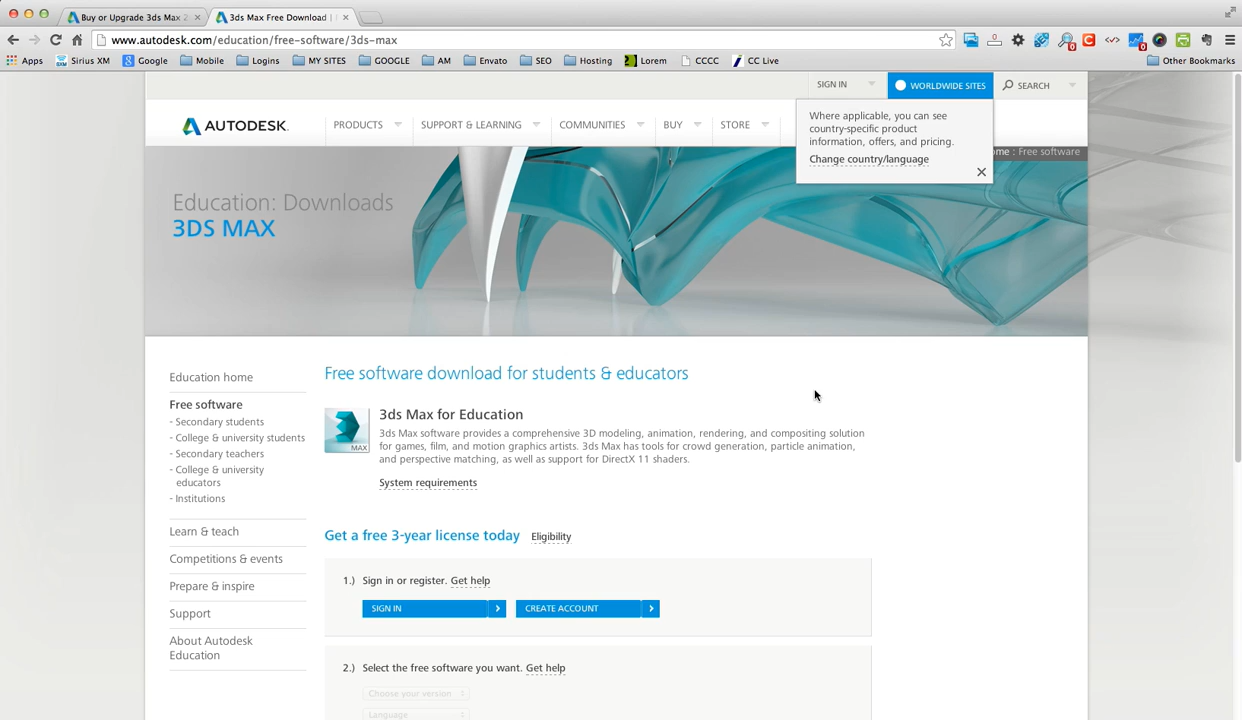 Buy or Upgrade 3ds Max 2
3ds Max Free Download |
www.autodesk.com/education/free-software/3ds-max
Apps Sirius XM Google Mobile Logins MY SITES GOOGLE AM Envato SEO Hosting Lorem CCCC CC Live Other Bookmarks
SIGN IN WORLDWIDE SITES SEARCH
AUTODESK. PRODUCTS SUPPORT & LEARNING COMMUNITIES BUY STORE
Where applicable, you can see
country-specific product
information, offers, and pricing.
Change country/language
ome : Free software
Education: Downloads
3DS MAX
Education home
Free software
- Secondary students
- College & university students
- Secondary teachers
- College & university
educators
- Institutions
Learn & teach
Competitions & events
Prepare & inspire
Support
About Autodesk
Education
Free software download for students & educators
MAX
3ds Max for Education
3ds Max software provides a comprehensive 3D modeling, animation, rendering, and compositing solution
for games, film, and motion graphics artists. 3ds Max has tools for crowd generation, particle animation,
and perspective matching, as well as support for DirectX 11 shaders.
System requirements
Get a free 3-year license today Eligibility
1.) Sign in or register. Get help
SIGN IN CREATE ACCOUNT
2.) Select the free software you want. Get help
Choose your version
Language